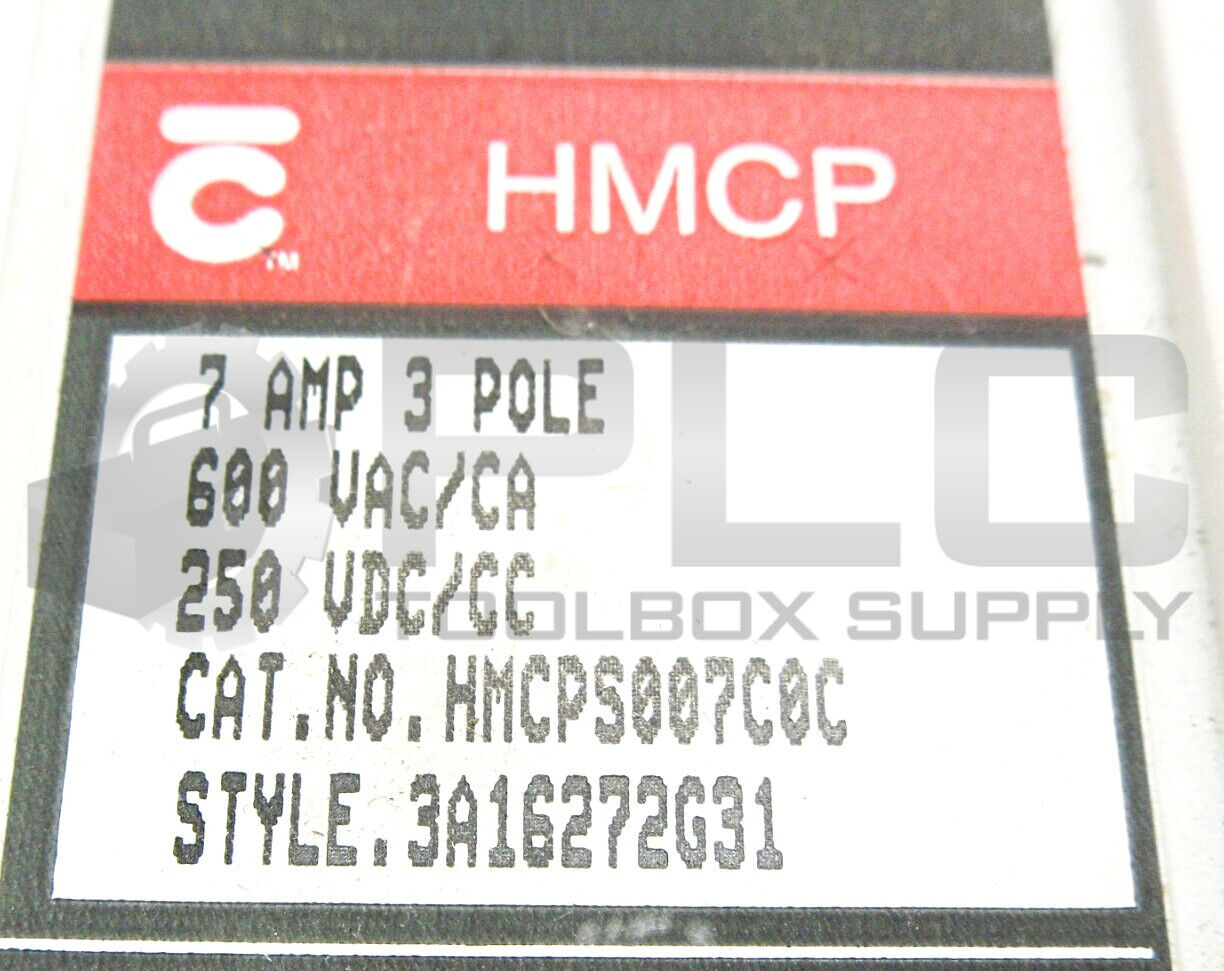 C
TM
HMCP
7 AMP 3 POLE
600 VAC/CA
250 VDC/CC
CAT.NO.HMCPS007C0C
STYLE.3A16272G31
PLC
TOOLBOX SUPPLY